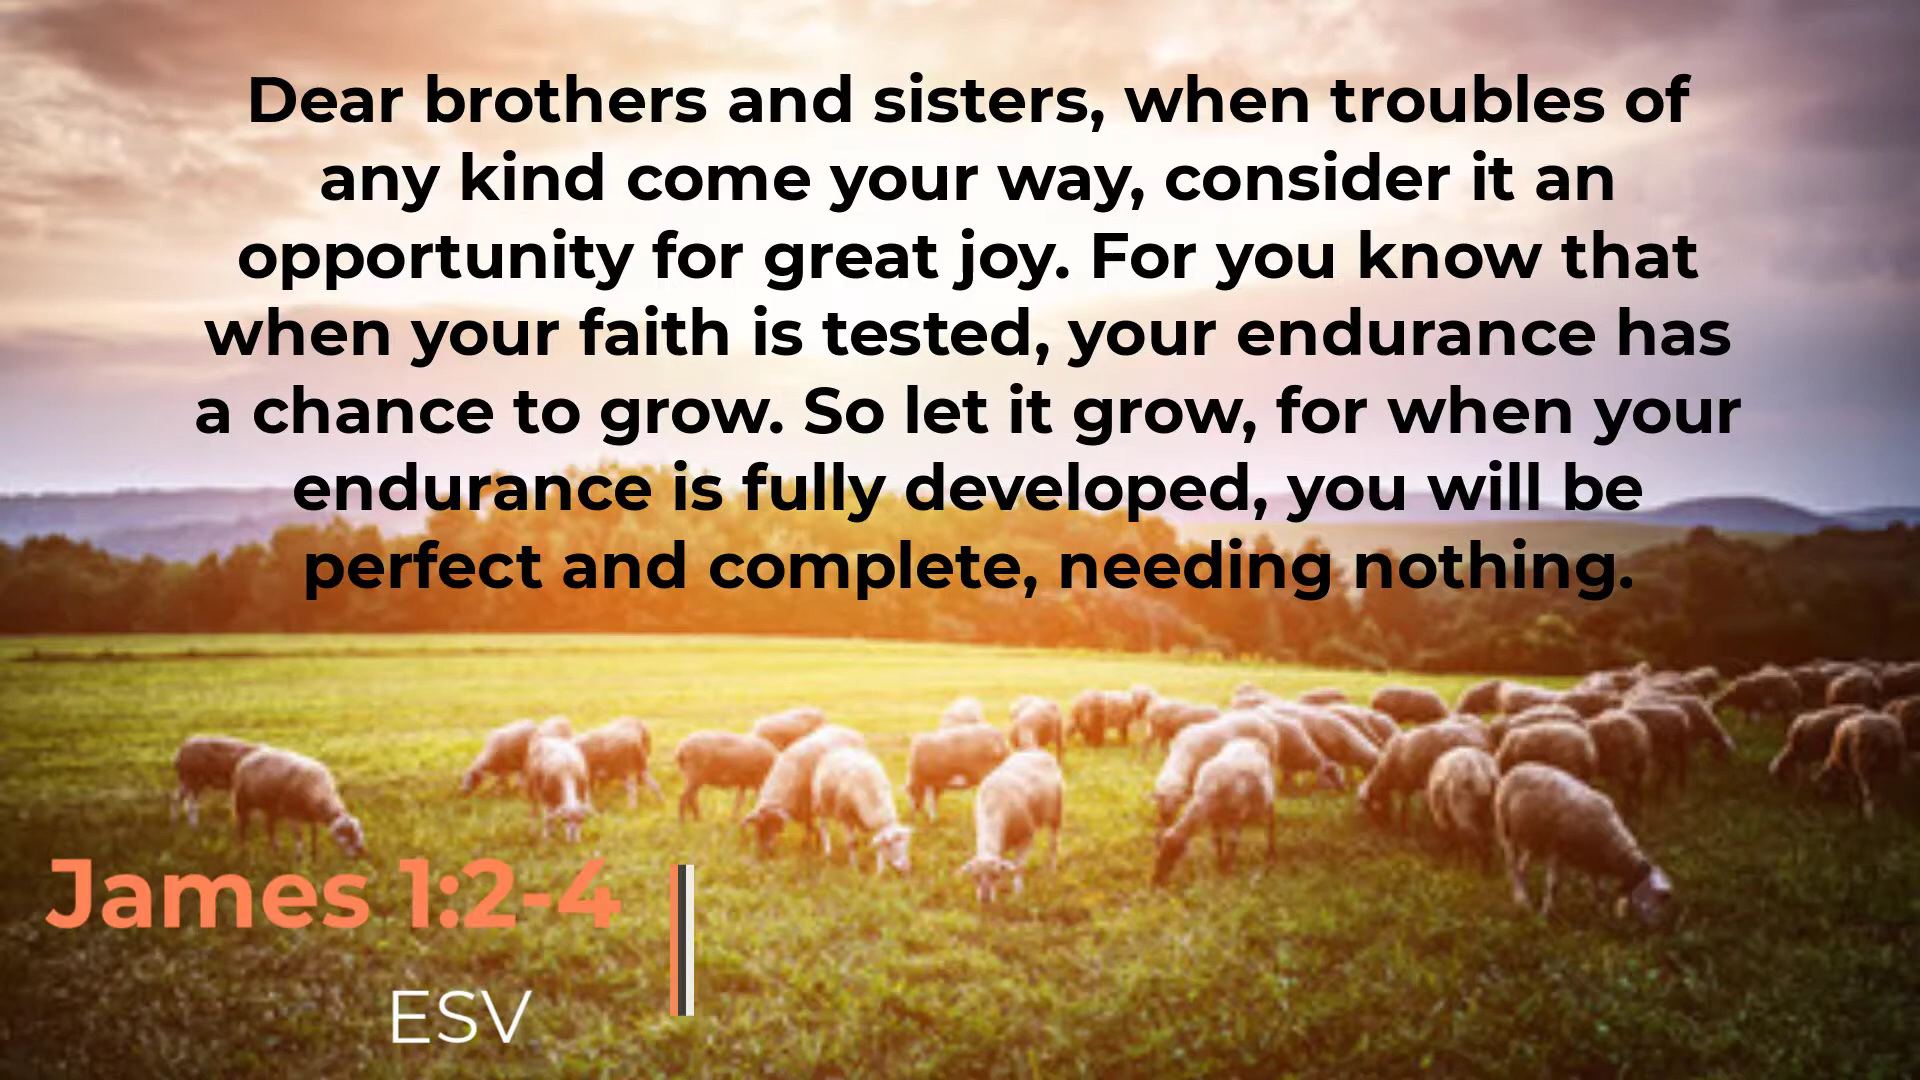 Dear brothers and sisters, when troubles of
any kind come your way, consider it an
opportunity for great joy. For you know that
when your faith is tested, your endurance has
a chance to grow. So let it grow, for when your
endurance is fully developed, you will be
perfect and complete, needing nothing.
James 1:2-4
ESV